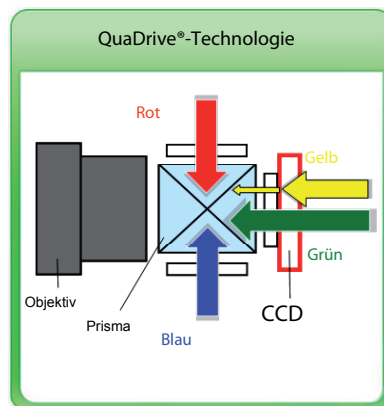 QuaDrive®-Technologie
Rot
Gelb
Grün
Objektiv
Prisma
CCD
Blau